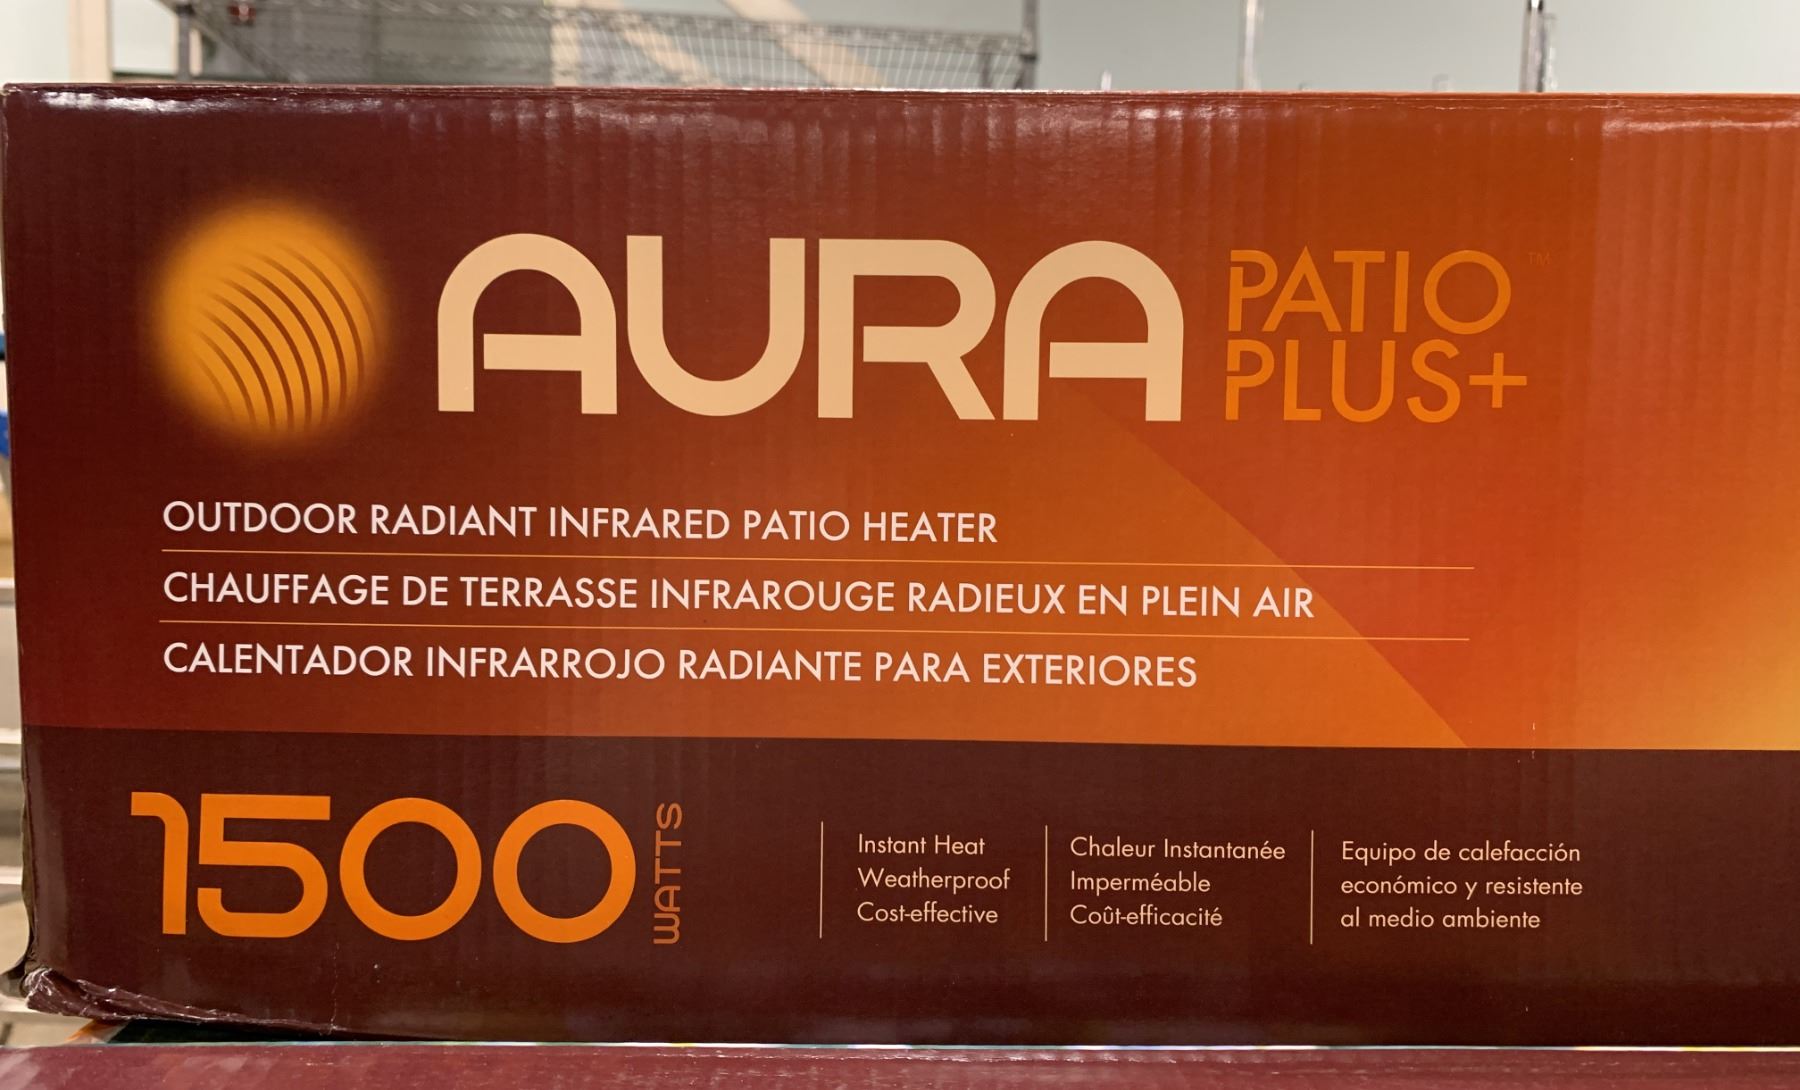 AURA PATIO PLUS+™
OUTDOOR RADIANT INFRARED PATIO HEATER
CHAUFFAGE DE TERRASSE INFRAROUGE RADIEUX EN PLEIN AIR
CALENTADOR INFRARROJO RADIANTE PARA EXTERIORES
1500 WATTS
Instant Heat
Weatherproof
Cost-effective
Chaleur Instantanée
Imperméable
Coût-efficacité
Equipo de calefacción
económico y resistente
al medio ambiente